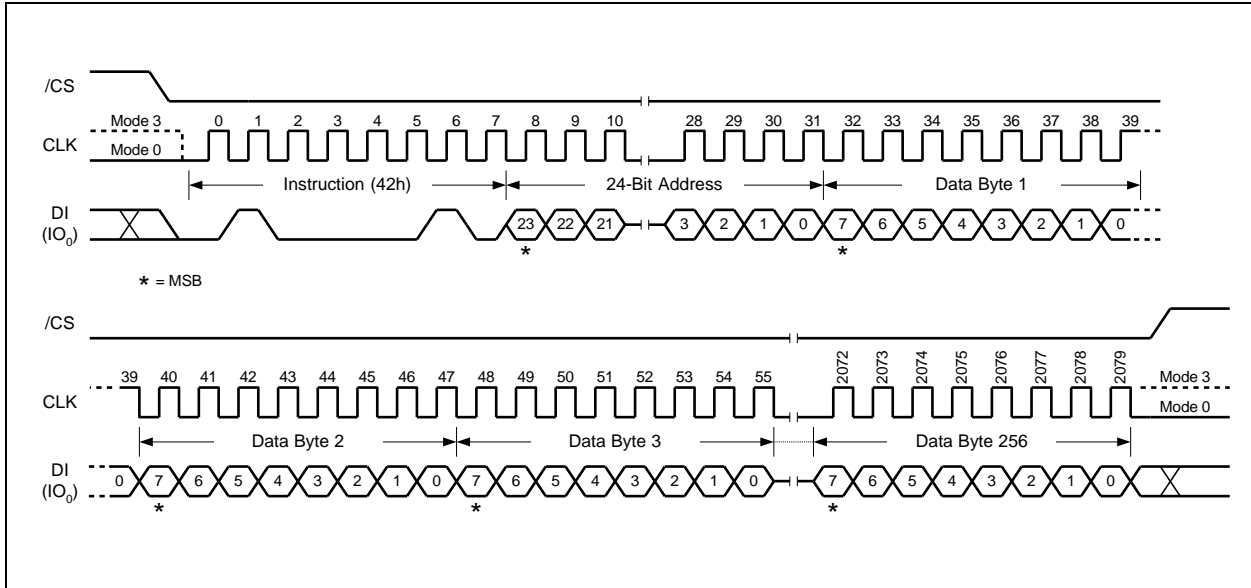 /CS
Mode 3 0 1 2 3 4 5 6 7 8 9 10 28 29 30 31 32 33 34 35 36 37 38 39
CLK
Mode 0
Instruction (42h) 24-Bit Address Data Byte 1
DI
(IO0) 23 22 21 3 2 1 0 7 6 5 4 3 2 1 0
* *
* = MSB
/CS
39 40 41 42 43 44 45 46 47 48 49 50 51 52 53 54 55 2072 2073 2074 2075 2076 2077 2078 2079
Mode 3
CLK
Mode 0
Data Byte 2 Data Byte 3 Data Byte 256
DI
(IO0) 0 7 6 5 4 3 2 1 0 7 6 5 4 3 2 1 0 7 6 5 4 3 2 1 0
* * *